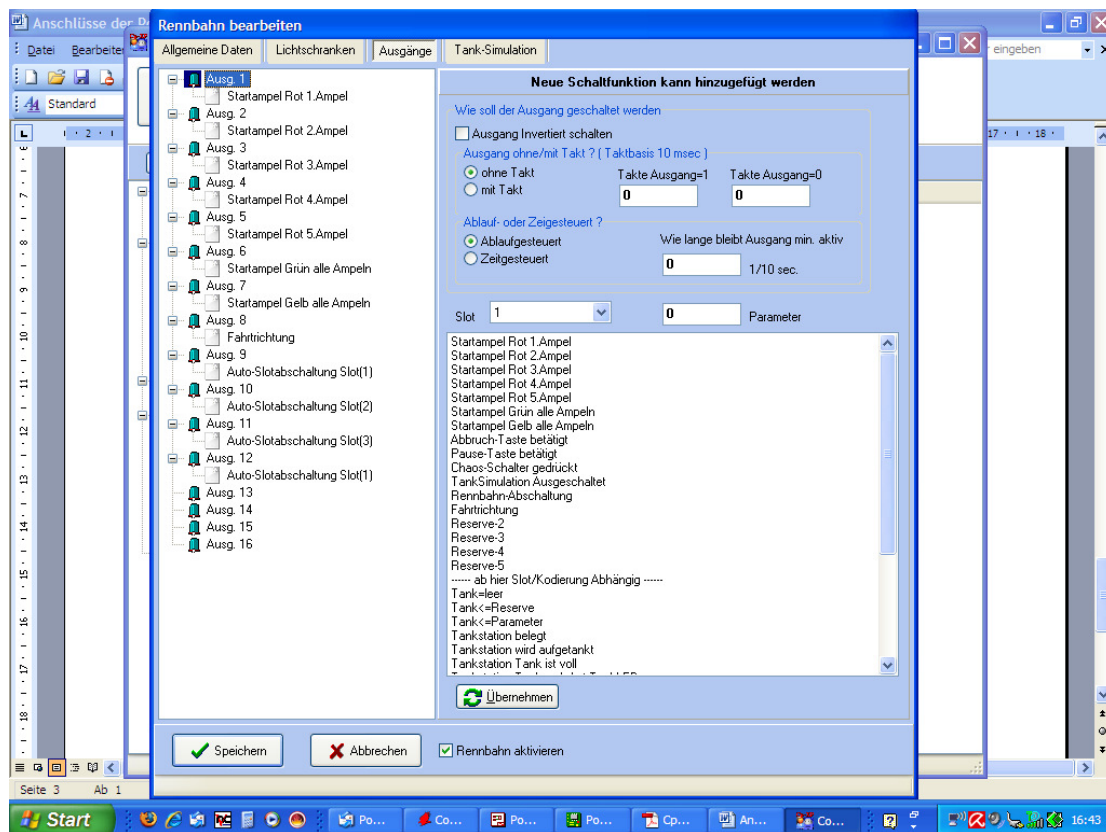 Anschlüsse der
Rennbahn bearbeiten
Datei Bearbeite
eingeben
Standard
Allgemeine Daten Lichtschranken Ausgänge Tank-Simulation
Ausg. 1
Startampel Rot 1.Ampel
Ausg. 2
Startampel Rot 2.Ampel
Ausg. 3
Startampel Rot 3.Ampel
Ausg. 4
Startampel Rot 4.Ampel
Ausg. 5
Startampel Rot 5.Ampel
Ausg. 6
Startampel Grün alle Ampeln
Ausg. 7
Startampel Gelb alle Ampeln
Ausg. 8
Fahrtrichtung
Ausg. 9
Auto-Slotabschaltung Slot(1)
Ausg. 10
Auto-Slotabschaltung Slot(2)
Ausg. 11
Auto-Slotabschaltung Slot(3)
Ausg. 12
Auto-Slotabschaltung Slot(1)
Ausg. 13
Ausg. 14
Ausg. 15
Ausg. 16
Neue Schaltfunktion kann hinzugefügt werden
Wie soll der Ausgang geschaltet werden
Ausgang Invertiert schalten
Ausgang ohne/mit Takt ? ( Taktbasis 10 msec )
ohne Takt Takte Ausgang=1 Takte Ausgang=0
mit Takt 0 0
Ablauf- oder Zeigesteuert ?
Ablaufgesteuert Wie lange bleibt Ausgang min. aktiv
Zeitgesteuert 0 1/10 sec.
Slot 1 0 Parameter
Startampel Rot 1.Ampel
Startampel Rot 2.Ampel
Startampel Rot 3.Ampel
Startampel Rot 4.Ampel
Startampel Rot 5.Ampel
Startampel Grün alle Ampeln
Startampel Gelb alle Ampeln
Abbruch-Taste betätigt
Pause-Taste betätigt
Chaos-Schalter gedrückt
TankSimulation Ausgeschaltet
Rennbahn-Abschaltung
Fahrtrichtung
Reserve-2
Reserve-3
Reserve-4
Reserve-5
------ ab hier Slot/Kodierung Abhängig ------
Tank=leer
Tank<=Reserve
Tank<=Parameter
Tankstation belegt
Tankstation wird aufgetankt
Tankstation Tank ist voll
Übernehmen
Speichern Abbrechen Rennbahn aktivieren
Seite 3 Ab 1
Start Po... Co... Po... Po... Cp... An... Co... 16:43